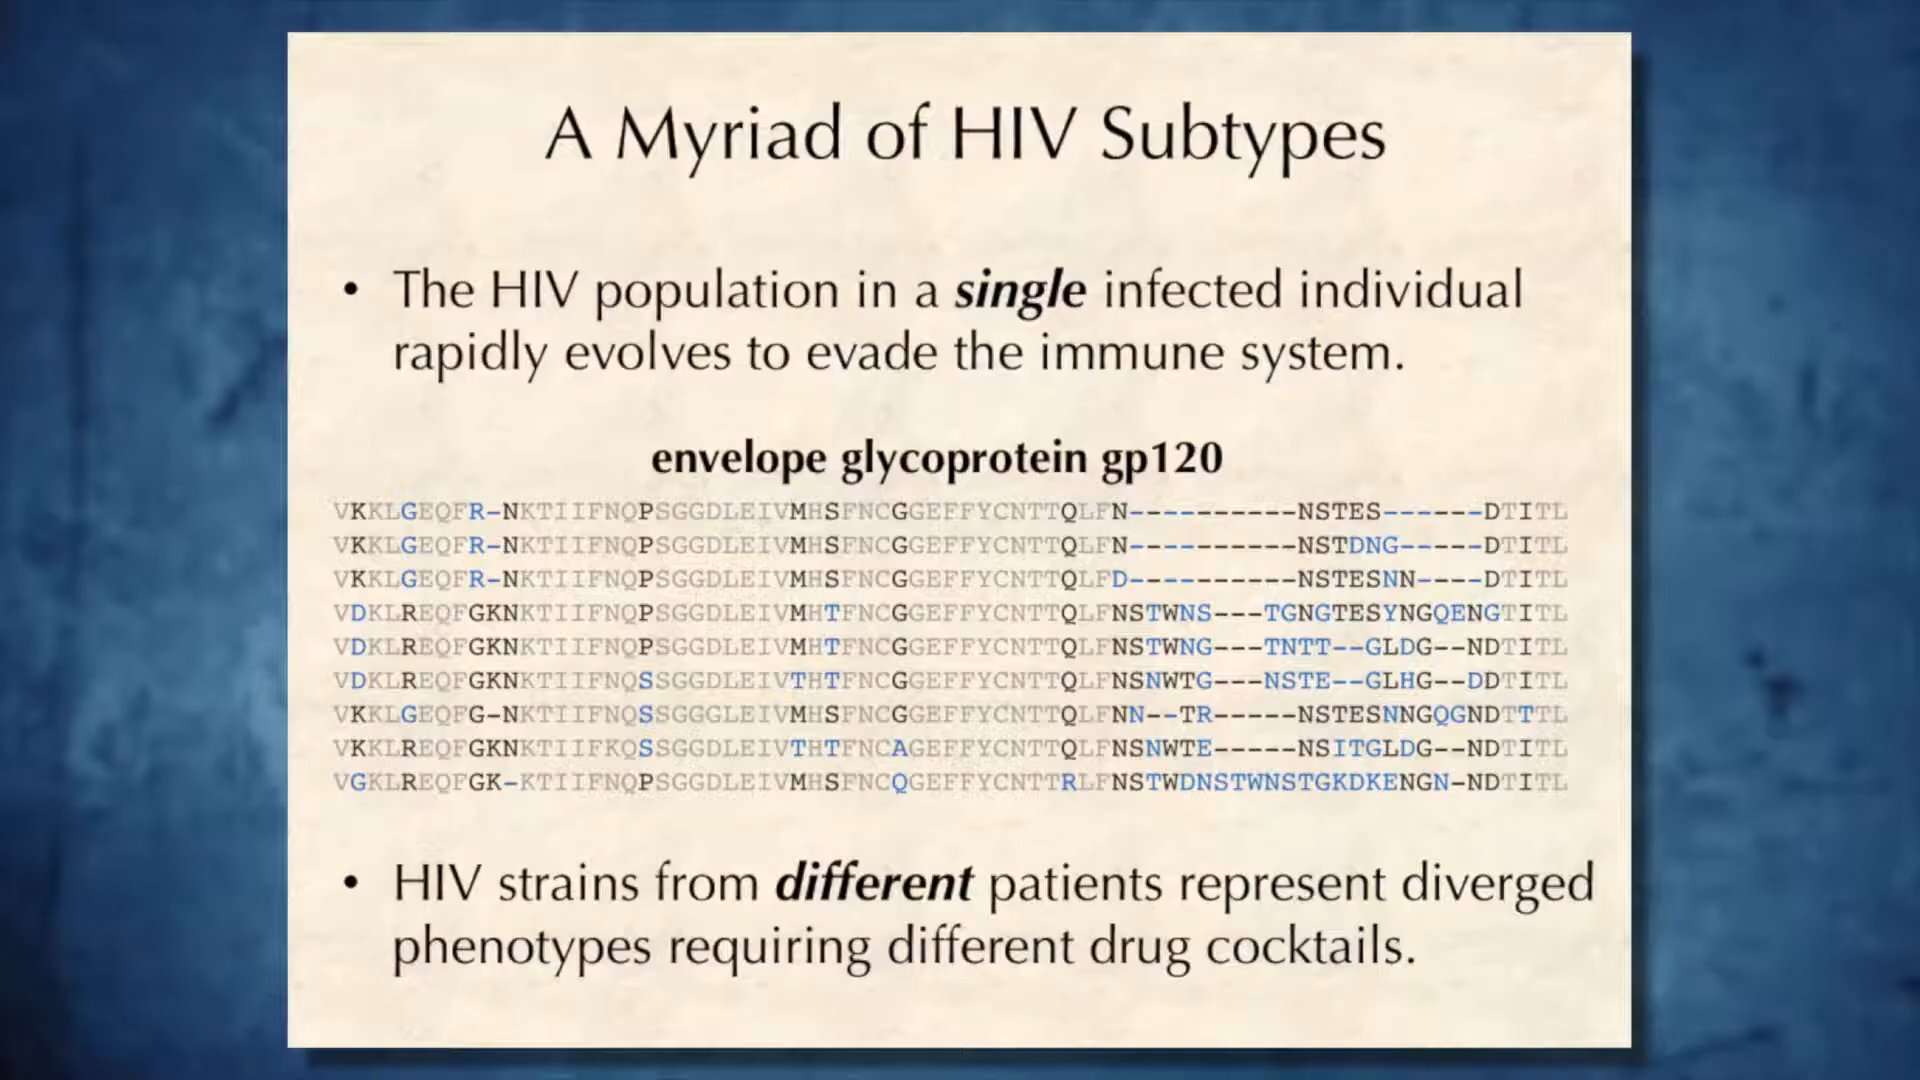 A Myriad of HIV Subtypes
• The HIV population in a single infected individual
rapidly evolves to evade the immune system.
envelope glycoprotein gp120
VKKLGEQFR-NKTIIFNQPSGGDLEIVMHSFNCGGEFFYCNTTQLFN----------NSTES------DTITL
VKKLGEQFR-NKTIIFNQPSGGDLEIVMHSFNCGGEFFYCNTTQLFN----------NSTDNG-----DTITL
VKKLGEQFR-NKTIIFNQPSGGDLEIVMHSFNCGGEFFYCNTTQLFD----------NSTESNN----DTITL
VDKLREQFGKNKTIIFNQPSGGDLEIVMHTFNCGGEFFYCNTTQLFNSTWNS---TGNGTESYNGQENGTITL
VDKLREQFGKNKTIIFNQPSGGDLEIVMHTFNCGGEFFYCNTTQLFNSTWNG---TNTT--GLDG--NDTITL
VDKLREQFGKNKTIIFNQSSGGDLEIVTHTFNCGGEFFYCNTTQLFNSNWTG---NSTE--GLHG--DDTITL
VKKLGEQFG-NKTIIFNQSSGGGLEIVMHSFNCGGEFFYCNTTQLFNN--TR-----NSTESNNGQGNDTTTL
VKKLREQFGKNKTIIFKQSSGGDLEIVTHTFNCAGEFFYCNTTQLFNSNWTE-----NSITGLDG--NDTITL
VGKLREQFGK-KTIIFNQPSGGDLEIVMHSFNCQGEFFYCNTTRLFNSTWDNSTWNSTGKDKENGN-NDTITL
• HIV strains from different patients represent diverged
phenotypes requiring different drug cocktails.